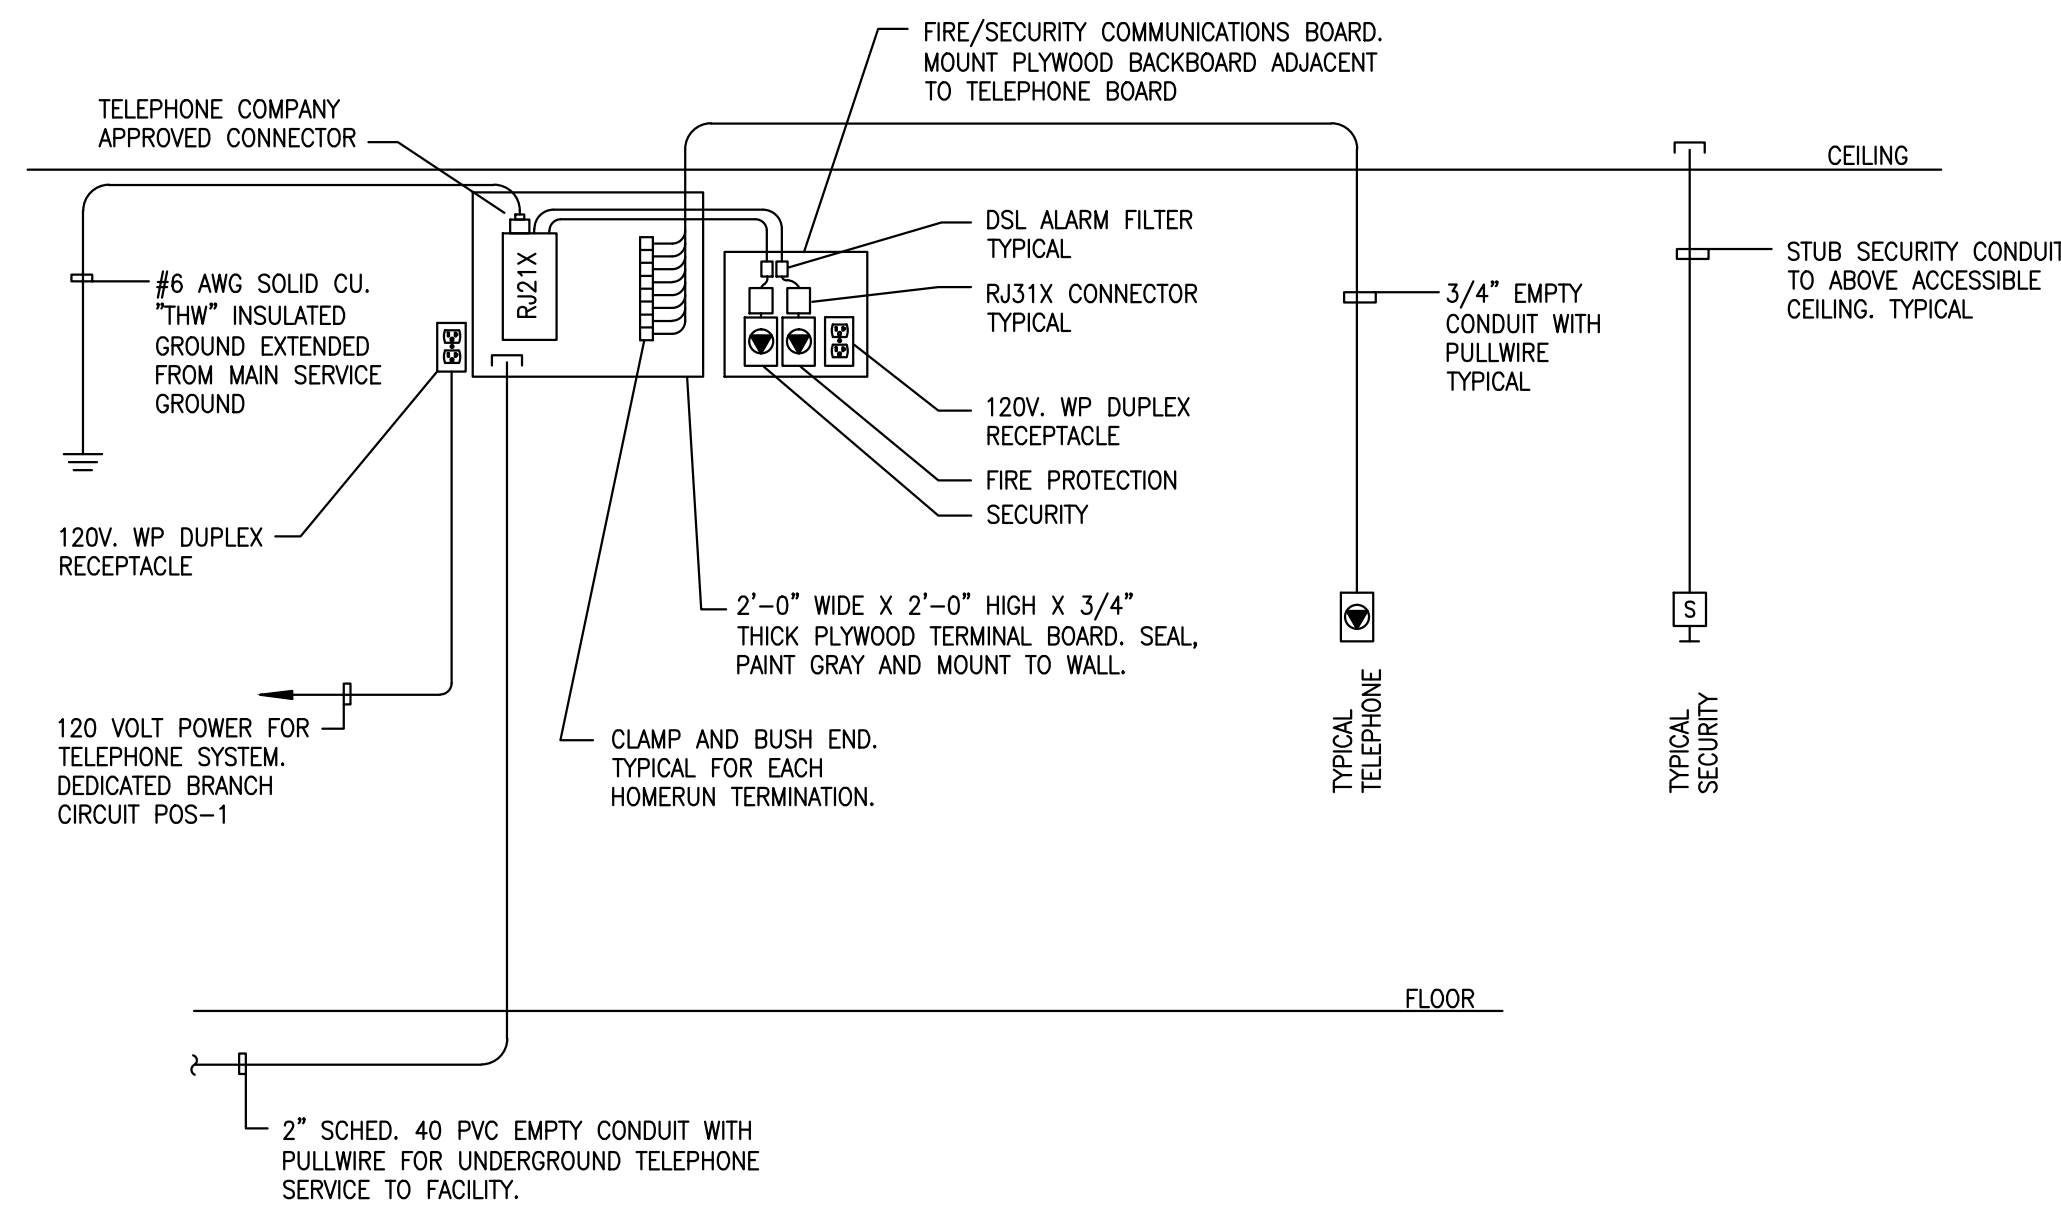 FIRE/SECURITY COMMUNICATIONS BOARD.
MOUNT PLYWOOD BACKBOARD ADJACENT
TO TELEPHONE BOARD
TELEPHONE COMPANY
APPROVED CONNECTOR
CEILING
DSL ALARM FILTER
TYPICAL
RJ31X CONNECTOR
TYPICAL
RJ21X
#6 AWG SOLID CU.
"THW" INSULATED
GROUND EXTENDED
FROM MAIN SERVICE
GROUND
3/4" EMPTY
CONDUIT WITH
PULLWIRE
TYPICAL
STUB SECURITY CONDUIT
TO ABOVE ACCESSIBLE
CEILING. TYPICAL
120V. WP DUPLEX
RECEPTACLE
FIRE PROTECTION
SECURITY
120V. WP DUPLEX
RECEPTACLE
2'-0" WIDE X 2'-0" HIGH X 3/4"
THICK PLYWOOD TERMINAL BOARD. SEAL,
PAINT GRAY AND MOUNT TO WALL.
S
TYPICAL
TELEPHONE
TYPICAL
SECURITY
120 VOLT POWER FOR
TELEPHONE SYSTEM.
DEDICATED BRANCH
CIRCUIT POS-1
CLAMP AND BUSH END.
TYPICAL FOR EACH
HOMERUN TERMINATION.
FLOOR
2" SCHED. 40 PVC EMPTY CONDUIT WITH
PULLWIRE FOR UNDERGROUND TELEPHONE
SERVICE TO FACILITY.